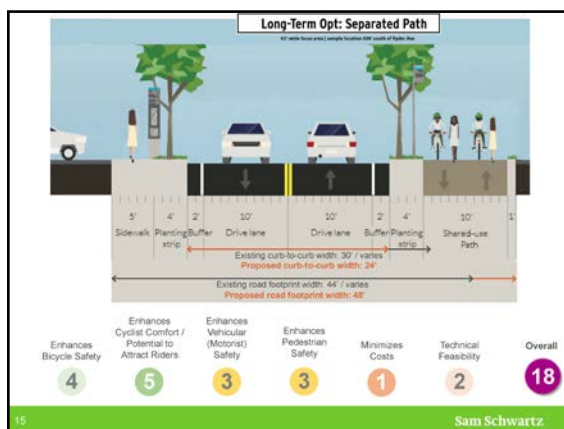 Long-Term Opt: Separated Path
5'
4'
2'
10'
10'
2'
4'
10'
1'
Sidewalk
Planting strip
Buffer
Drive lane
Drive lane
Buffer
Planting strip
Shared-use Path
Existing curb-to-curb width: 30' / varies
Proposed curb-to-curb width: 24'
Existing road footprint width: 44' / varies
Proposed road footprint width: 48'
Enhances
Bicycle Safety
4
Enhances
Cyclist Comfort /
Potential to
Attract Riders
5
Enhances
Vehicular
(Motorist)
Safety
3
Enhances
Pedestrian
Safety
3
Minimizes
Costs
1
Technical
Feasibility
2
Overall
18
15
Sam Schwartz